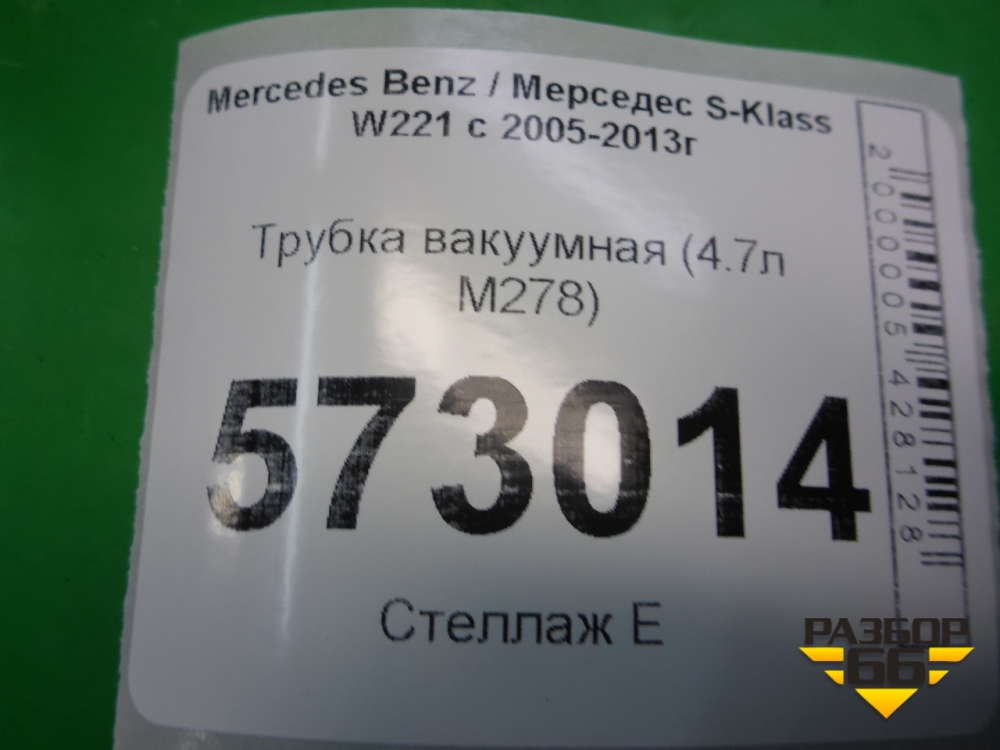 Mercedes Benz / Мерседес S-Klass
W221 с 2005-2013г
Трубка вакуумная (4.7л
M278)
573014
Стеллаж Е
2000005428128
РАЗБОР
66